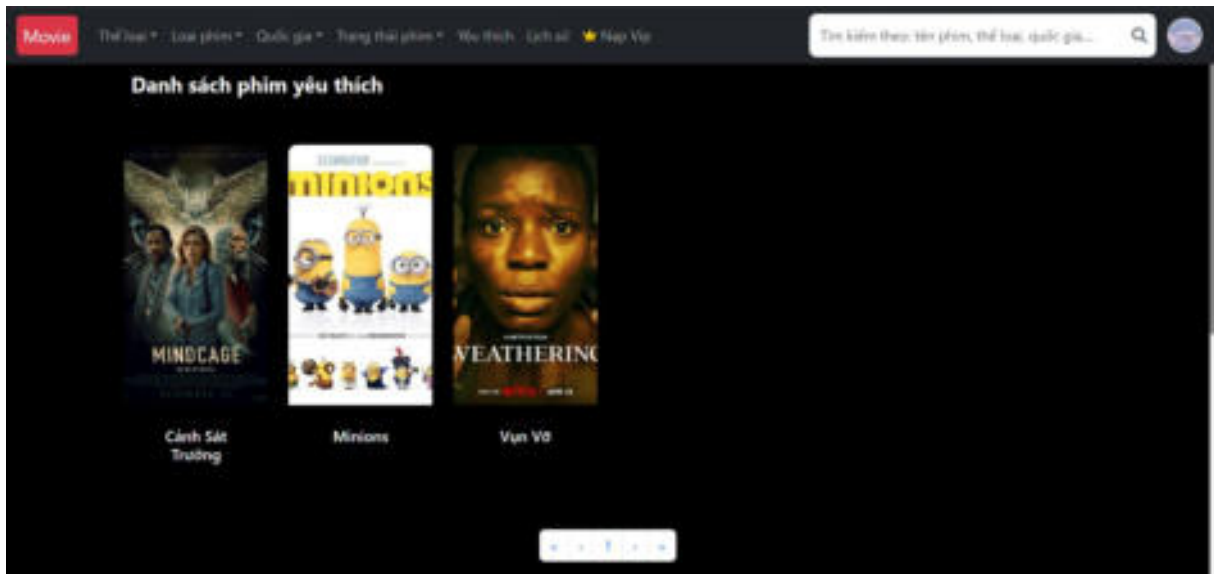 Movie
Thể loại Loại phim Quốc gia Trạng thái phim Yêu thích Lịch sử Nạp Vip
Tìm kiếm theo: tên phim, thể loại, quốc gia...
Danh sách phim yêu thích
MINDCAGE
minions
WEATHERING
Cảnh Sát
Trưởng
Minions
Vụn Vỡ
« ‹ 1 › »